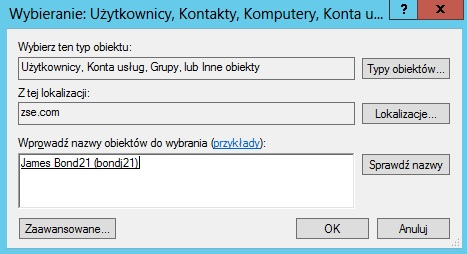 Wybieranie: Użytkownicy, Kontakty, Komputery, Konta u...
? x
Wybierz ten typ obiektu:
Użytkownicy, Konta usług, Grupy, lub Inne obiekty
Typy obiektów...
Z tej lokalizacji:
zse.com
Lokalizacje...
Wprowadź nazwy obiektów do wybrania (przykłady):
James Bond21 (bondj21)
Sprawdź nazwy
Zaawansowane...
OK
Anuluj